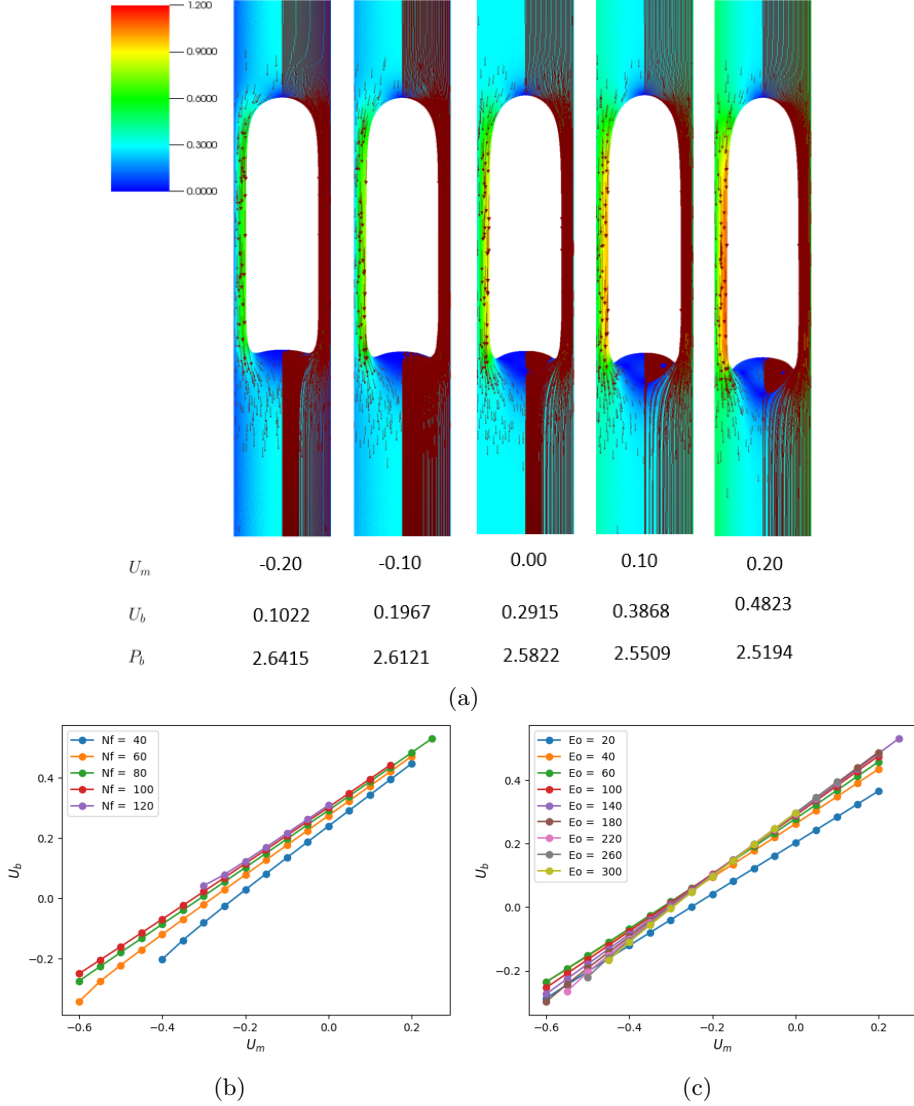 1.200
0.9000
0.6000
0.3000
0.0000
U_m -0.20 -0.10 0.00 0.10 0.20
U_b 0.1022 0.1967 0.2915 0.3868 0.4823
P_b 2.6415 2.6121 2.5822 2.5509 2.5194
(a)
Nf = 40
Nf = 60
Nf = 80
Nf = 100
Nf = 120
0.4
0.2
0.0
−0.2
U_b
−0.6 −0.4 −0.2 0.0 0.2
U_m
(b)
Eo = 20
Eo = 40
Eo = 60
Eo = 100
Eo = 140
Eo = 180
Eo = 220
Eo = 260
Eo = 300
0.4
0.2
0.0
−0.2
U_b
−0.6 −0.4 −0.2 0.0 0.2
U_m
(c)